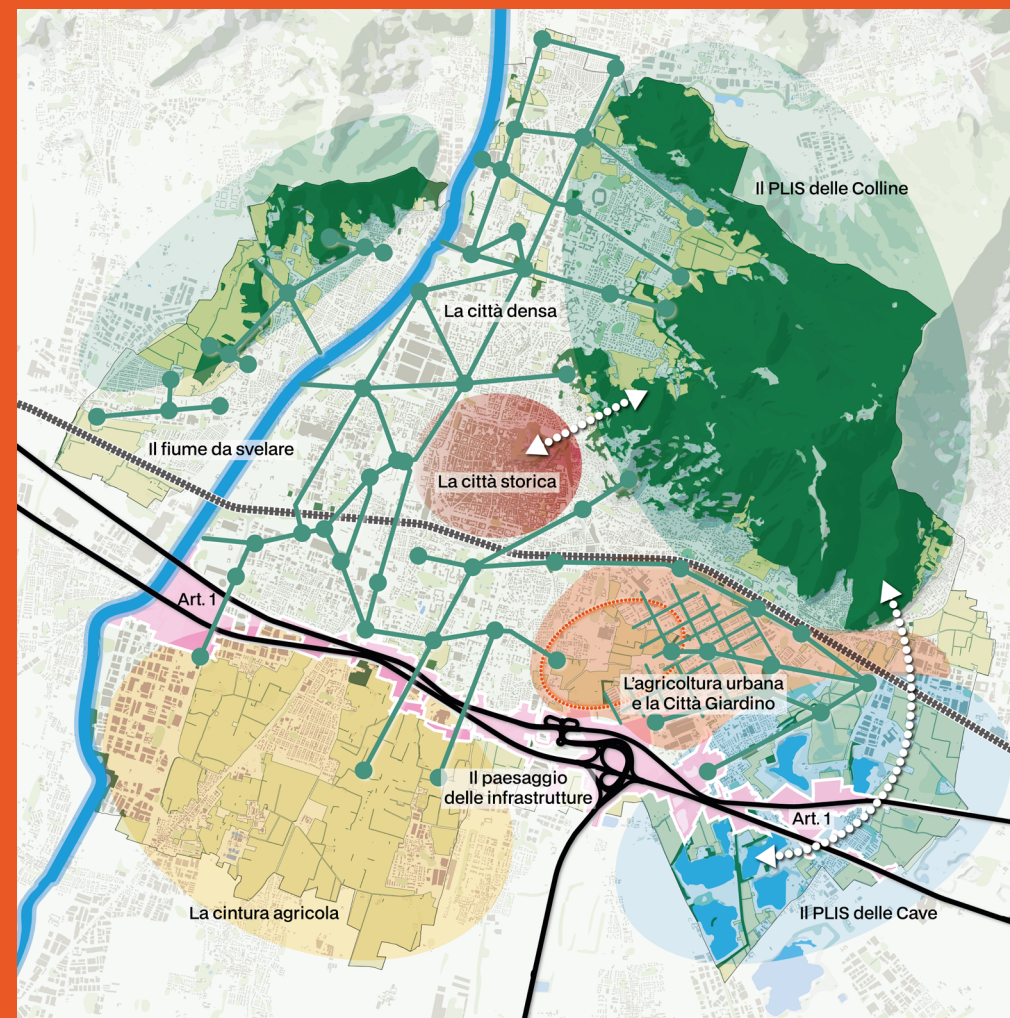 Il PLIS delle Colline
La città densa
Il fiume da svelare
La città storica
Art. 1
L'agricoltura urbana
e la Città Giardino
Il paesaggio
delle infrastrutture
Art. 1
La cintura agricola
Il PLIS delle Cave